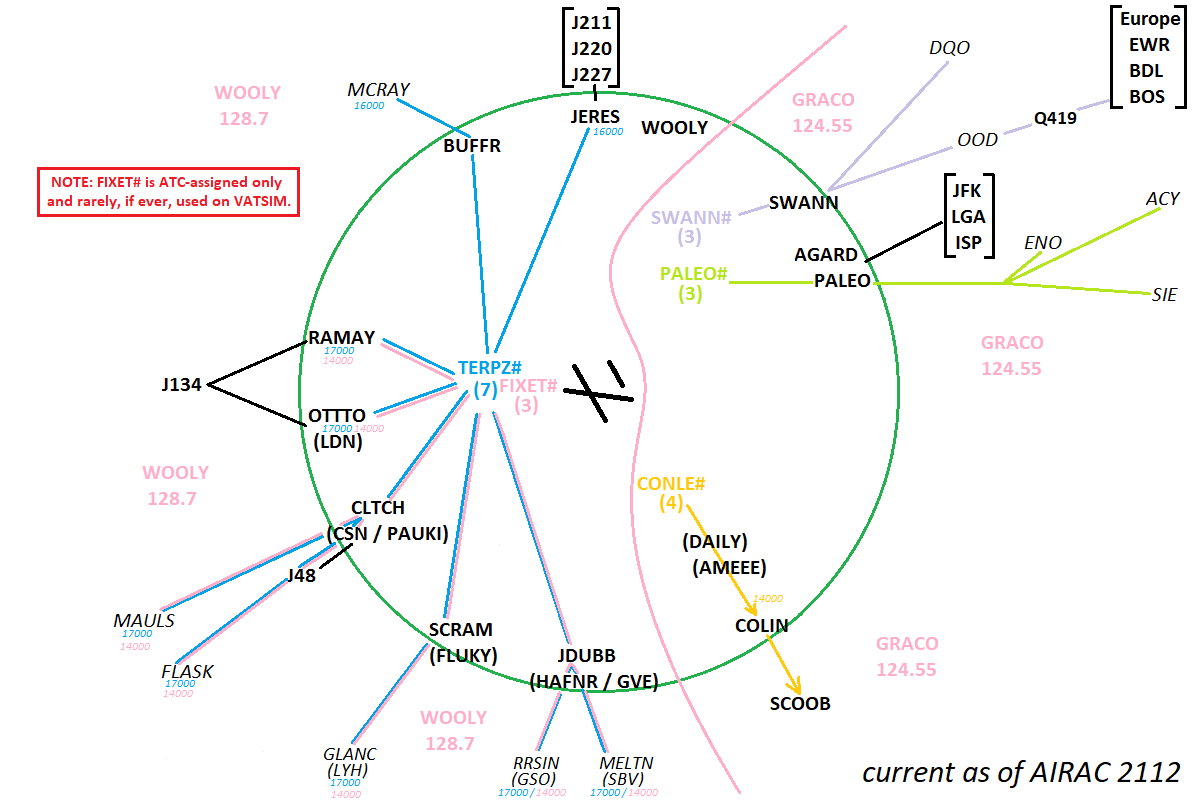 J211
J220
J227
Europe
EWR
BDL
BOS
DQO
WOOLY
128.7
MCRAY
16000
GRACO
124.55
JERES
16000
WOOLY
Q419
OOD
BUFFR
NOTE: FIXET# is ATC-assigned only
and rarely, if ever, used on VATSIM.
SWANN
SWANN#
(3)
JFK
LGA
ISP
ACY
AGARD
ENO
PALEO#
(3)
PALEO
SIE
RAMAY
17000
14000
GRACO
124.55
TERPZ#
(7)
FIXET#
(3)
J134
OTTTO
17000 14000
(LDN)
WOOLY
128.7
CONLE#
(4)
CLTCH
(CSN / PAUKI)
(DAILY)
(AMEEE)
J48
14000
MAULS
17000
14000
COLIN
SCRAM
(FLUKY)
GRACO
124.55
JDUBB
(HAFNR / GVE)
FLASK
17000
14000
SCOOB
WOOLY
128.7
GLANC
(LYH)
17000
14000
RRSIN
(GSO)
17000 / 14000
MELTN
(SBV)
17000 / 14000
current as of AIRAC 2112